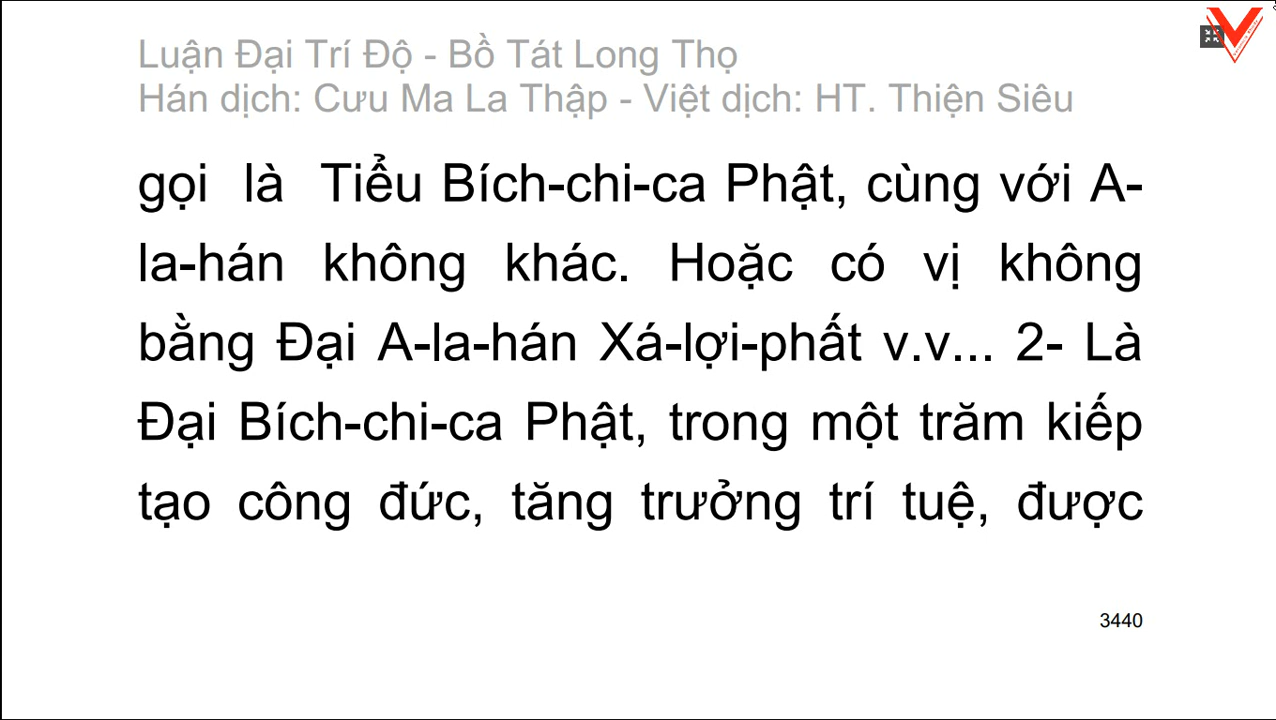 Luận Đại Trí Độ - Bồ Tát Long Thọ
Hán dịch: Cưu Ma La Thập - Việt dịch: HT. Thiện Siêu
gọi là Tiểu Bích-chi-ca Phật, cùng với A-
la-hán không khác. Hoặc có vị không
bằng Đại A-la-hán Xá-lợi-phất v.v... 2- Là
Đại Bích-chi-ca Phật, trong một trăm kiếp
tạo công đức, tăng trưởng trí tuệ, được
3440